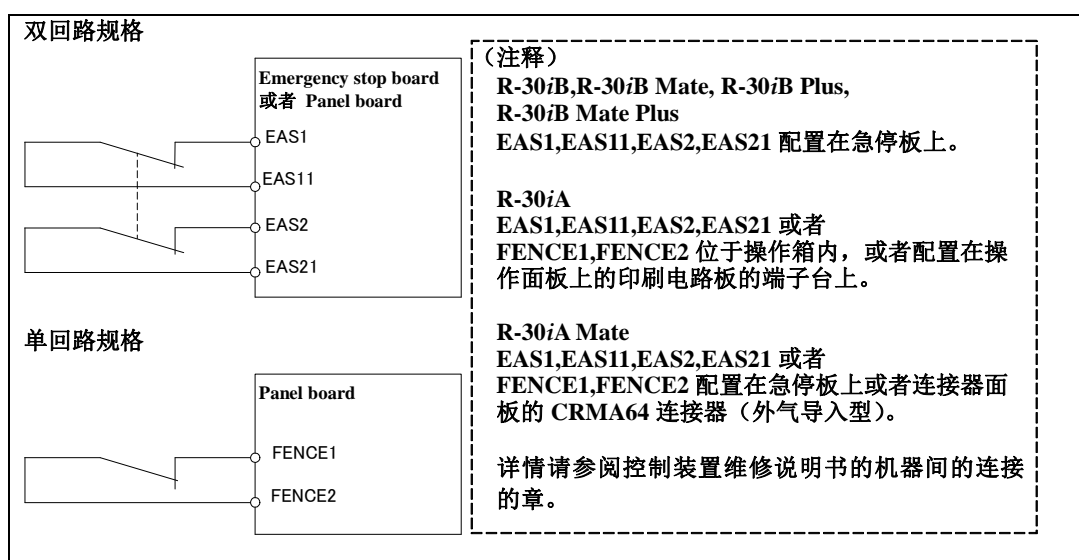 双回路规格
Emergency stop board
或者 Panel board
EAS1
EAS11
EAS2
EAS21
单回路规格
Panel board
FENCE1
FENCE2
（注释）
R-30iB,R-30iB Mate, R-30iB Plus,
R-30iB Mate Plus
EAS1,EAS11,EAS2,EAS21 配置在急停板上。
R-30iA
EAS1,EAS11,EAS2,EAS21 或者
FENCE1,FENCE2 位于操作箱内，或者配置在操
作面板上的印刷电路板的端子台上。
R-30iA Mate
EAS1,EAS11,EAS2,EAS21 或者
FENCE1,FENCE2 配置在急停板上或者连接器面
板的 CRMA64 连接器（外气导入型）。
详情请参阅控制装置维修说明书的机器间的连接
的章。